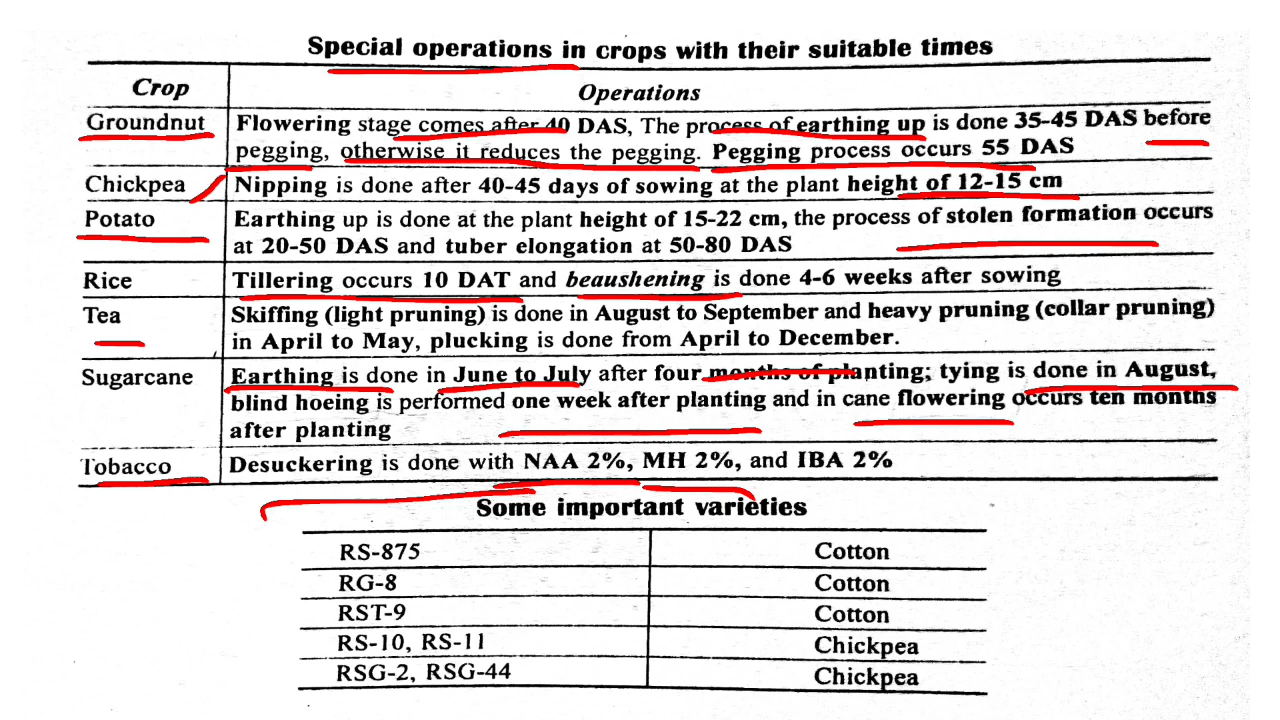 Special operations in crops with their suitable times
Crop Operations
Groundnut Flowering stage comes after 40 DAS, The process of earthing up is done 35-45 DAS before
pegging, otherwise it reduces the pegging. Pegging process occurs 55 DAS
Chickpea Nipping is done after 40-45 days of sowing at the plant height of 12-15 cm
Potato Earthing up is done at the plant height of 15-22 cm, the process of stolen formation occurs
at 20-50 DAS and tuber elongation at 50-80 DAS
Rice Tillering occurs 10 DAT and beaushening is done 4-6 weeks after sowing
Tea Skiffing (light pruning) is done in August to September and heavy pruning (collar pruning)
in April to May, plucking is done from April to December.
Sugarcane Earthing is done in June to July after four months of planting; tying is done in August,
blind hoeing is performed one week after planting and in cane flowering occurs ten months
after planting
Tobacco Desuckering is done with NAA 2%, MH 2%, and IBA 2%
Some important varieties
RS-875 Cotton
RG-8 Cotton
RST-9 Cotton
RS-10, RS-11 Chickpea
RSG-2, RSG-44 Chickpea